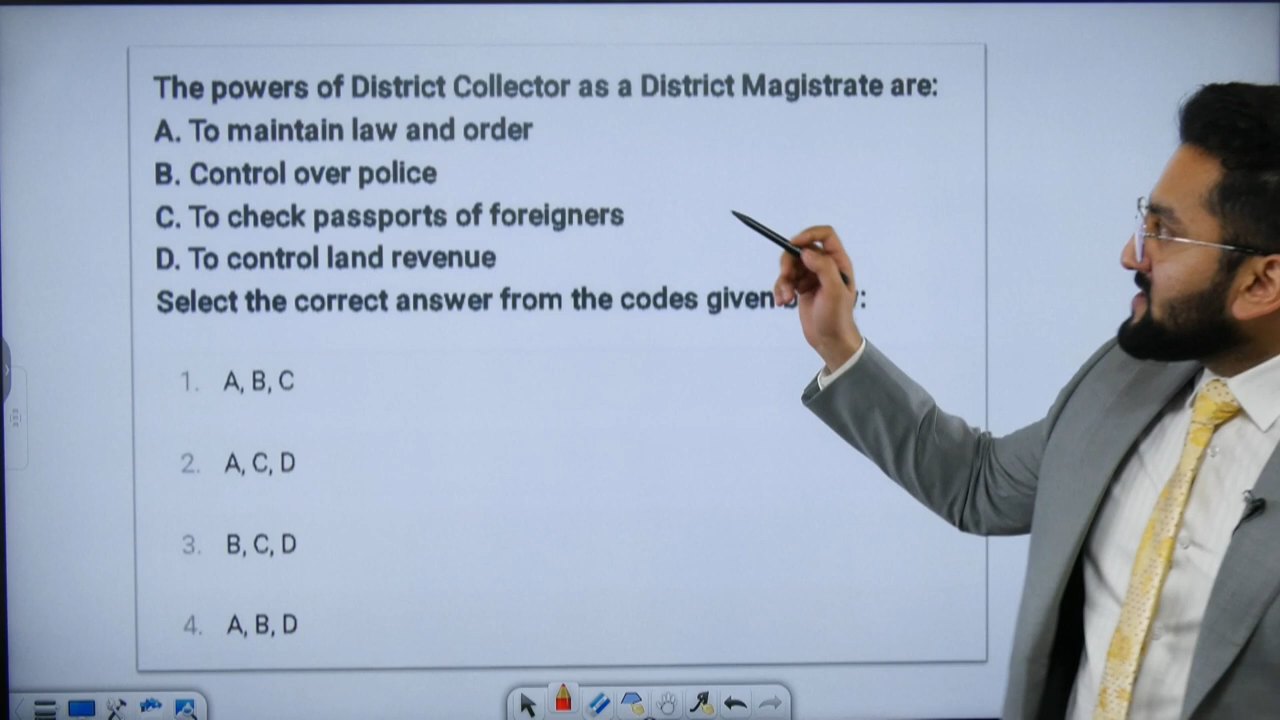 The powers of District Collector as a District Magistrate are:
A. To maintain law and order
B. Control over police
C. To check passports of foreigners
D. To control land revenue
Select the correct answer from the codes given
1. A, B, C
2. A, C, D
3. B, C, D
4. A, B, D